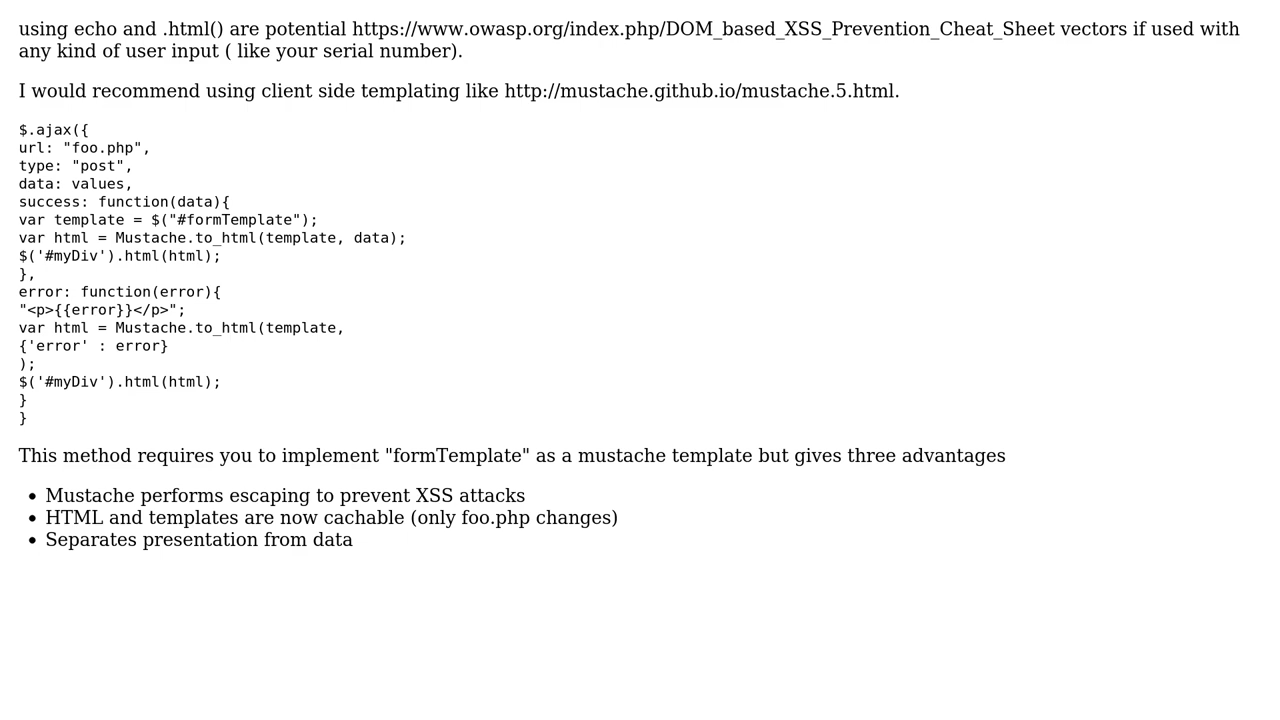 using echo and .html() are potential https://www.owasp.org/index.php/DOM_based_XSS_Prevention_Cheat_Sheet vectors if used with
any kind of user input ( like your serial number).
I would recommend using client side templating like http://mustache.github.io/mustache.5.html.
$.ajax({
url: "foo.php",
type: "post",
data: values,
success: function(data){
var template = $("#formTemplate");
var html = Mustache.to_html(template, data);
$('#myDiv').html(html);
},
error: function(error){
"<p>{{error}}</p>";
var html = Mustache.to_html(template,
{'error' : error}
);
$('#myDiv').html(html);
}
}
This method requires you to implement "formTemplate" as a mustache template but gives three advantages
• Mustache performs escaping to prevent XSS attacks
• HTML and templates are now cachable (only foo.php changes)
• Separates presentation from data